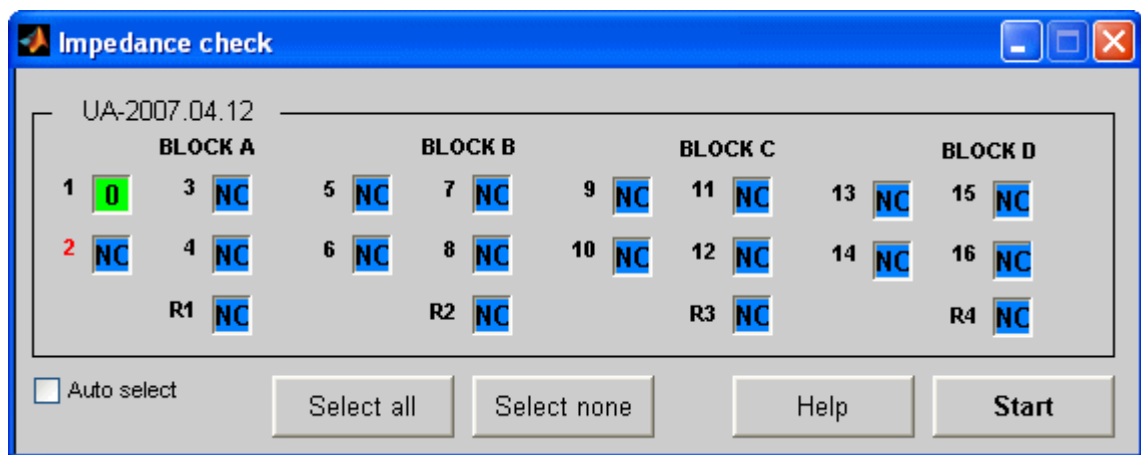 Impedance check
UA-2007.04.12
BLOCK A BLOCK B BLOCK C BLOCK D
1 0 3 NC 5 NC 7 NC 9 NC 11 NC 13 NC 15 NC
2 NC 4 NC 6 NC 8 NC 10 NC 12 NC 14 NC 16 NC
R1 NC R2 NC R3 NC R4 NC
Auto select Select all Select none Help Start